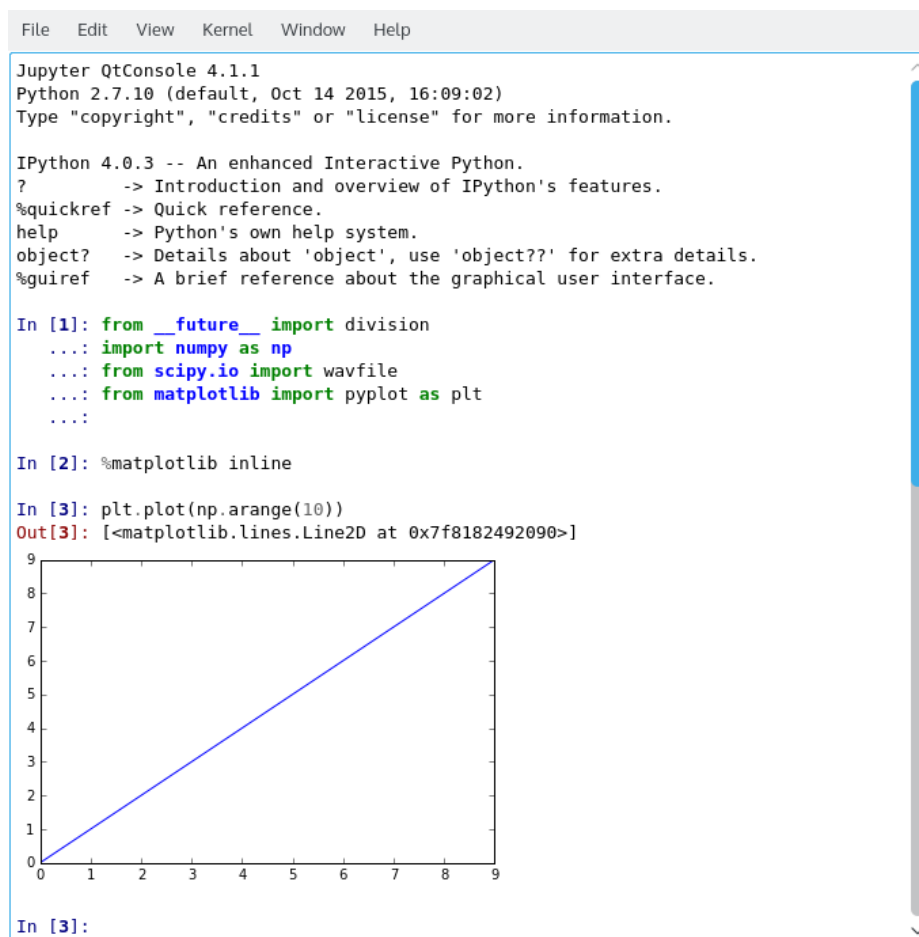 File Edit View Kernel Window Help
Jupyter QtConsole 4.1.1
Python 2.7.10 (default, Oct 14 2015, 16:09:02)
Type "copyright", "credits" or "license" for more information.
IPython 4.0.3 -- An enhanced Interactive Python.
?         -> Introduction and overview of IPython's features.
%quickref -> Quick reference.
help      -> Python's own help system.
object?   -> Details about 'object', use 'object??' for extra details.
%guiref   -> A brief reference about the graphical user interface.
In [1]: from __future__ import division
   ...: import numpy as np
   ...: from scipy.io import wavfile
   ...: from matplotlib import pyplot as plt
   ...:
In [2]: %matplotlib inline
In [3]: plt.plot(np.arange(10))
Out[3]: [<matplotlib.lines.Line2D at 0x7f8182492090>]
9
8
7
6
5
4
3
2
1
0
0 1 2 3 4 5 6 7 8 9
In [3]: